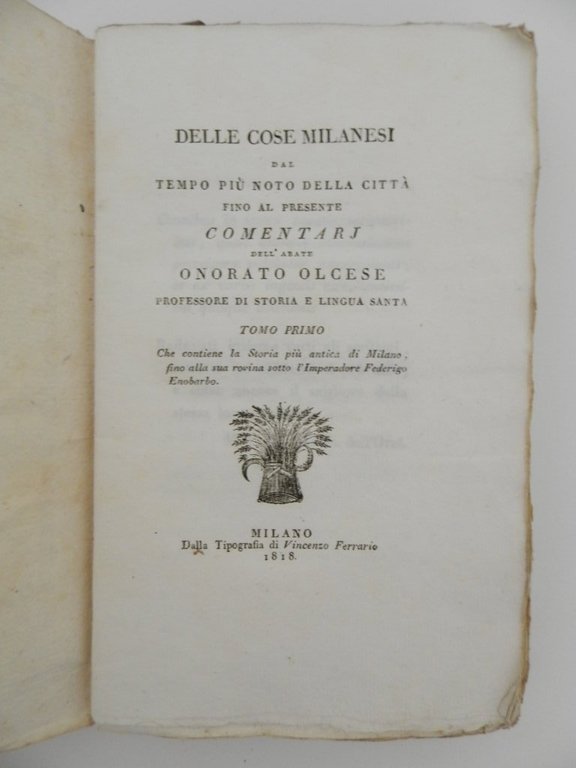 DELLE COSE MILANESI
DAL
TEMPO PIÙ NOTO DELLA CITTÀ
FINO AL PRESENTE
COMENTARJ
DELL'ABATE
ONORATO OLCESE
PROFESSORE DI STORIA E LINGUA SANTA
TOMO PRIMO
Che contiene la Storia più antica di Milano,
fino alla sua rovina sotto l'Imperadore Federigo
Enobarbo.
MILANO
Dalla Tipografia di Vincenzo Ferrario
1818.